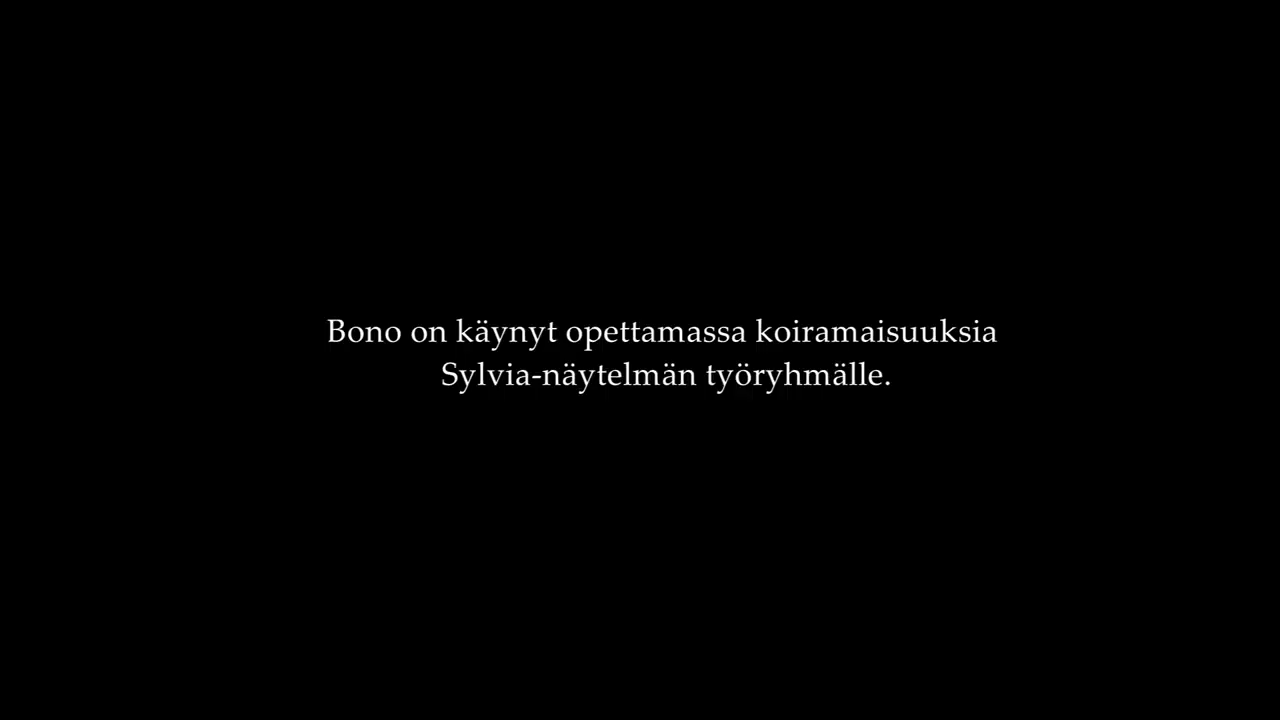 Bono on käynyt opettamassa koiramaisuuksia
Sylvia-näytelmän työryhmälle.